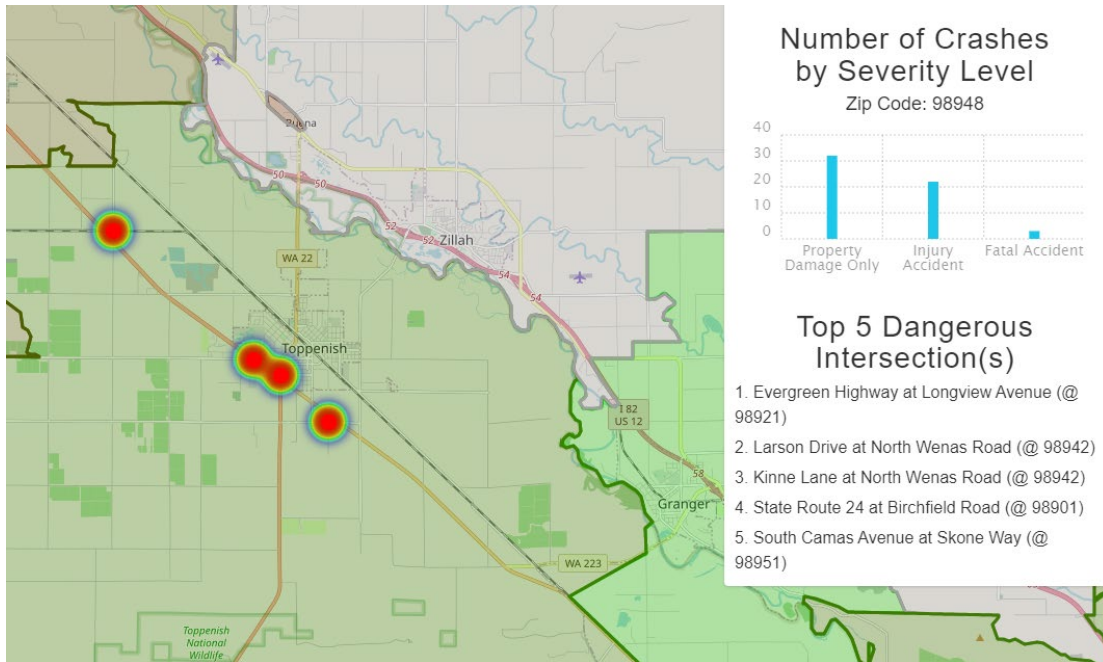 Buena
50
50
52
52
Zillah
54
54
WA 22
Toppenish
I 82
US 12
58
Granger
WA 223
Toppenish
National
Wildlife
Number of Crashes
by Severity Level
Zip Code: 98948
40
30
20
10
0
Property
Damage Only
Injury
Accident
Fatal Accident
Top 5 Dangerous
Intersection(s)
1. Evergreen Highway at Longview Avenue (@
98921)
2. Larson Drive at North Wenas Road (@ 98942)
3. Kinne Lane at North Wenas Road (@ 98942)
4. State Route 24 at Birchfield Road (@ 98901)
5. South Camas Avenue at Skone Way (@
98951)